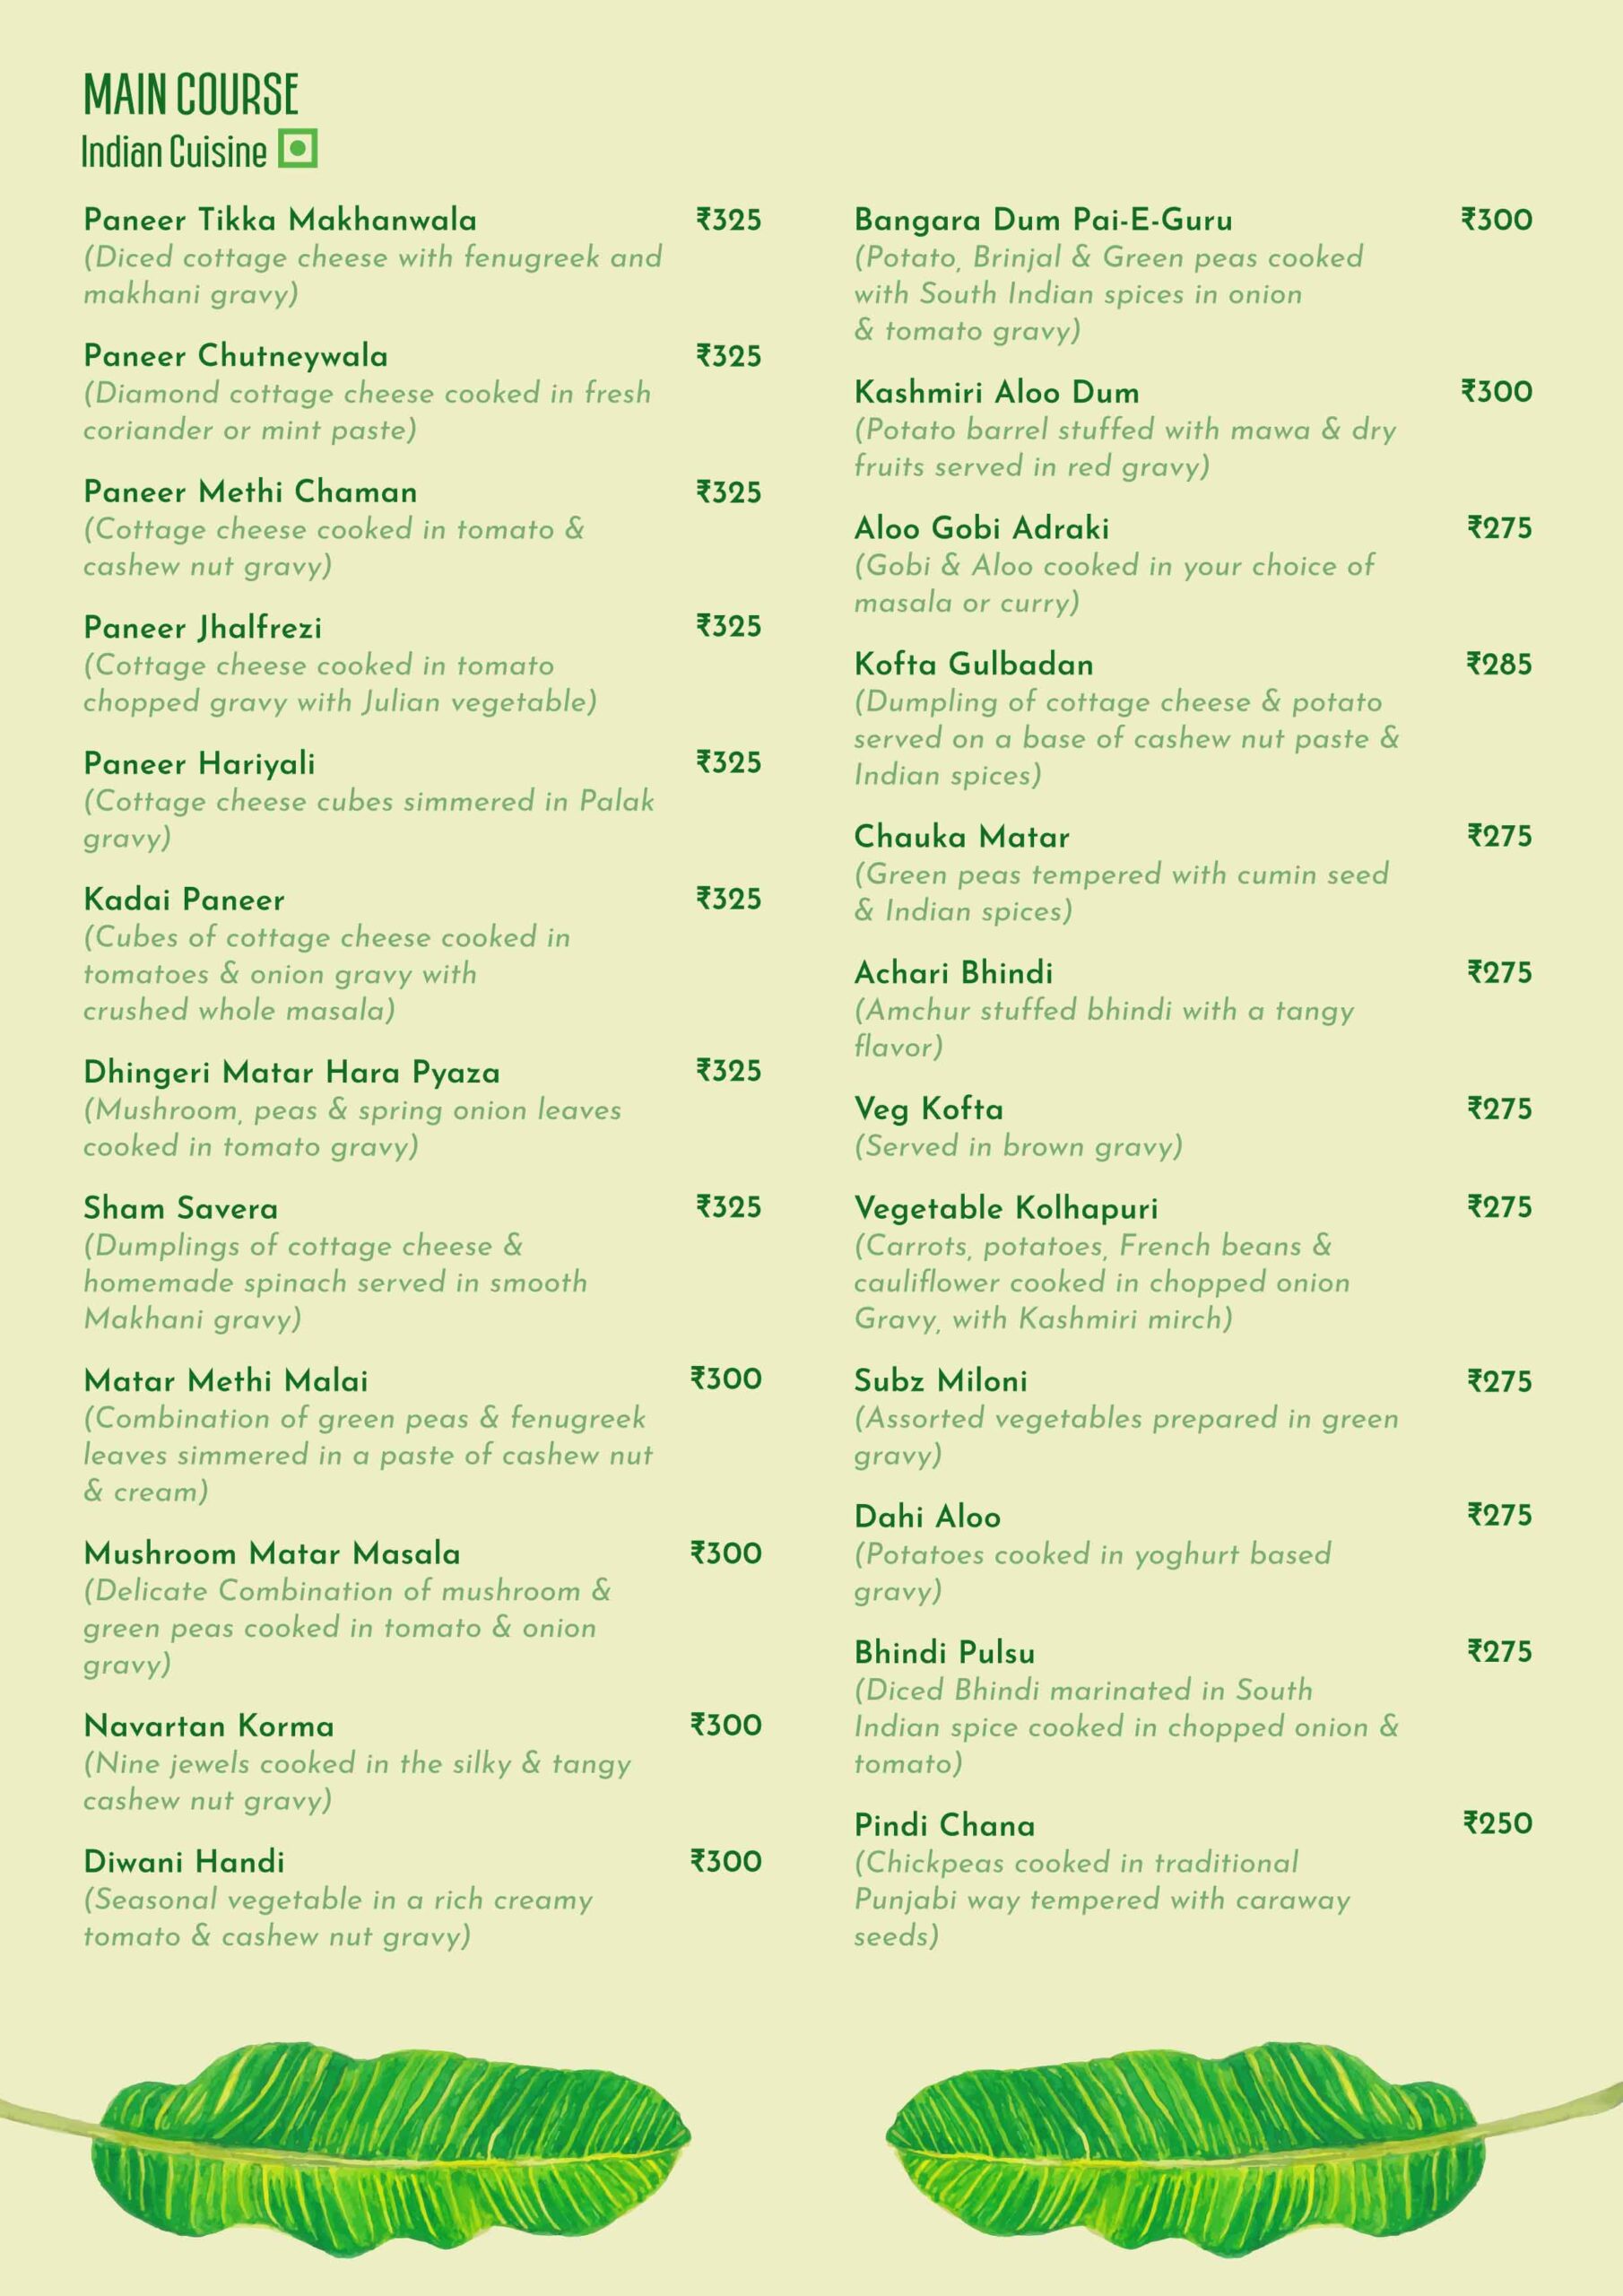 MAIN COURSE
Indian Cuisine
Paneer Tikka Makhanwala ₹325
(Diced cottage cheese with fenugreek and
makhani gravy)
Paneer Chutneywala ₹325
(Diamond cottage cheese cooked in fresh
coriander or mint paste)
Paneer Methi Chaman ₹325
(Cottage cheese cooked in tomato &
cashew nut gravy)
Paneer Jhalfrezi ₹325
(Cottage cheese cooked in tomato
chopped gravy with Julian vegetable)
Paneer Hariyali ₹325
(Cottage cheese cubes simmered in Palak
gravy)
Kadai Paneer ₹325
(Cubes of cottage cheese cooked in
tomatoes & onion gravy with
crushed whole masala)
Dhingeri Matar Hara Pyaza ₹325
(Mushroom, peas & spring onion leaves
cooked in tomato gravy)
Sham Savera ₹325
(Dumplings of cottage cheese &
homemade spinach served in smooth
Makhani gravy)
Matar Methi Malai ₹300
(Combination of green peas & fenugreek
leaves simmered in a paste of cashew nut
& cream)
Mushroom Matar Masala ₹300
(Delicate Combination of mushroom &
green peas cooked in tomato & onion
gravy)
Navartan Korma ₹300
(Nine jewels cooked in the silky & tangy
cashew nut gravy)
Diwani Handi ₹300
(Seasonal vegetable in a rich creamy
tomato & cashew nut gravy)
Bangara Dum Pai-E-Guru ₹300
(Potato, Brinjal & Green peas cooked
with South Indian spices in onion
& tomato gravy)
Kashmiri Aloo Dum ₹300
(Potato barrel stuffed with mawa & dry
fruits served in red gravy)
Aloo Gobi Adraki ₹275
(Gobi & Aloo cooked in your choice of
masala or curry)
Kofta Gulbadan ₹285
(Dumpling of cottage cheese & potato
served on a base of cashew nut paste &
Indian spices)
Chauka Matar ₹275
(Green peas tempered with cumin seed
& Indian spices)
Achari Bhindi ₹275
(Amchur stuffed bhindi with a tangy
flavor)
Veg Kofta ₹275
(Served in brown gravy)
Vegetable Kolhapuri ₹275
(Carrots, potatoes, French beans &
cauliflower cooked in chopped onion
Gravy, with Kashmiri mirch)
Subz Miloni ₹275
(Assorted vegetables prepared in green
gravy)
Dahi Aloo ₹275
(Potatoes cooked in yoghurt based
gravy)
Bhindi Pulsu ₹275
(Diced Bhindi marinated in South
Indian spice cooked in chopped onion &
tomato)
Pindi Chana ₹250
(Chickpeas cooked in traditional
Punjabi way tempered with caraway
seeds)